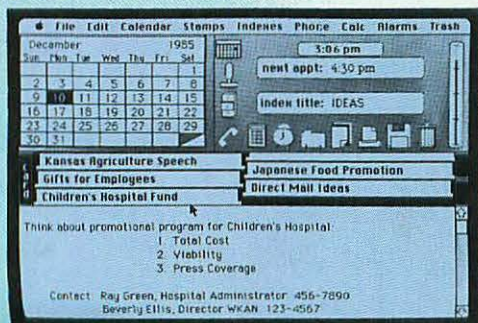 File Edit Calendar Stamps Indexes Phone Calc Alarms Trash
December 1985
Sun Mon Tue Wed Thu Fri Sat
1
2 3 4 5 6 7 8
9 10 11 12 13 14 15
16 17 18 19 20 21 22
23 24 25 26 27 28 29
30 31
3:06 pm
next appt: 4:30 pm
index title: IDEAS
Kansas Agriculture Speech
Gifts for Employees
Children's Hospital Fund
Japanese Food Promotion
Direct Mail Ideas
Think about promotional program for Children's Hospital:
1. Total Cost
2. Viability
3. Press Coverage
Contact: Ray Green, Hospital Administrator 456-7890
Beverly Ellis, Director WKAN 123-4567